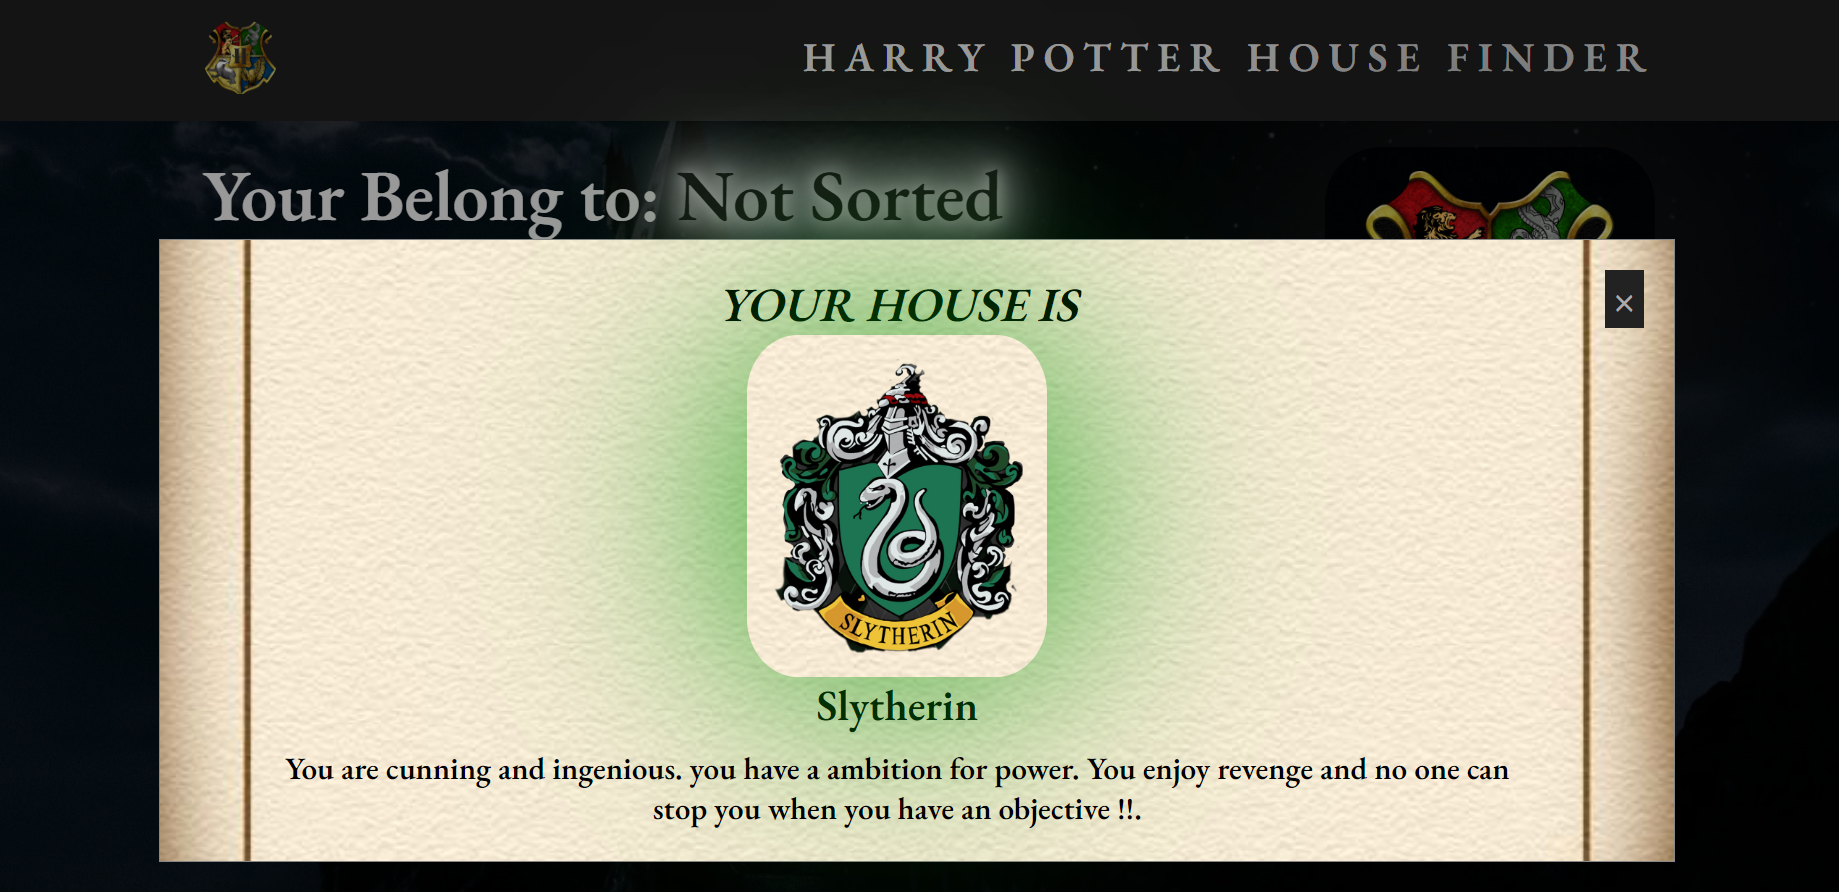 HARRY POTTER HOUSE FINDER
Your Belong to: Not Sorted
YOUR HOUSE IS
SLYTHERIN
Slytherin
You are cunning and ingenious. you have a ambition for power. You enjoy revenge and no one can
stop you when you have an objective !!.